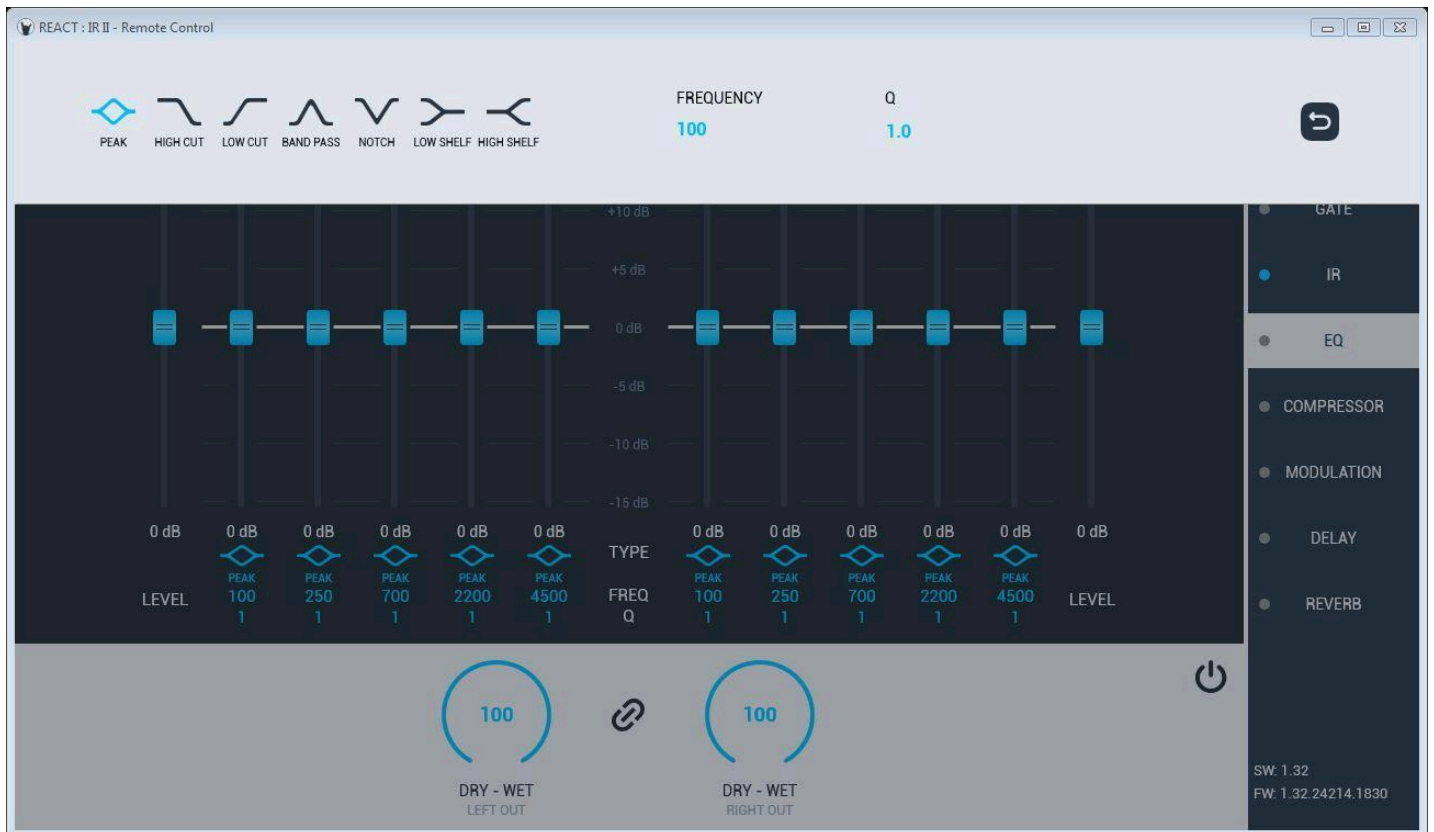 REACT : IR II - Remote Control
FREQUENCY Q
100 1.0
PEAK HIGH CUT LOW CUT BAND PASS NOTCH LOW SHELF HIGH SHELF
+10 dB
GATE
+5 dB
IR
0 dB
EQ
-5 dB
COMPRESSOR
-10 dB
MODULATION
-15 dB
0 dB 0 dB 0 dB 0 dB 0 dB 0 dB 0 dB 0 dB 0 dB 0 dB 0 dB 0 dB
DELAY
TYPE
PEAK PEAK PEAK PEAK PEAK PEAK PEAK PEAK PEAK PEAK
LEVEL 100 250 700 2200 4500 FREQ 100 250 700 2200 4500 LEVEL
REVERB
1 1 1 1 1 Q 1 1 1 1 1
100 100
DRY - WET DRY - WET
LEFT OUT RIGHT OUT
SW: 1.32
FW: 1.32.24214.1830